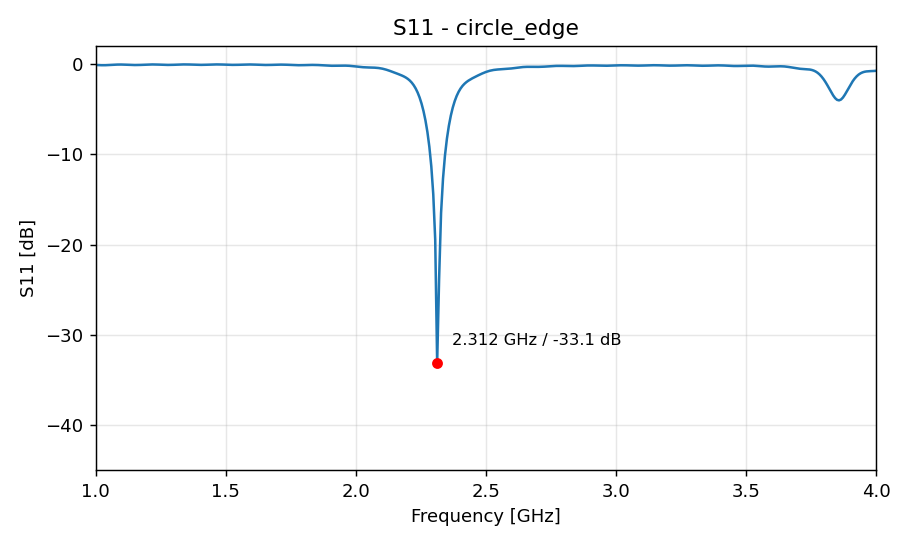 S11 - circle_edge
S11 [dB]
0
−10
−20
−30
−40
2.312 GHz / -33.1 dB
1.0 1.5 2.0 2.5 3.0 3.5 4.0
Frequency [GHz]